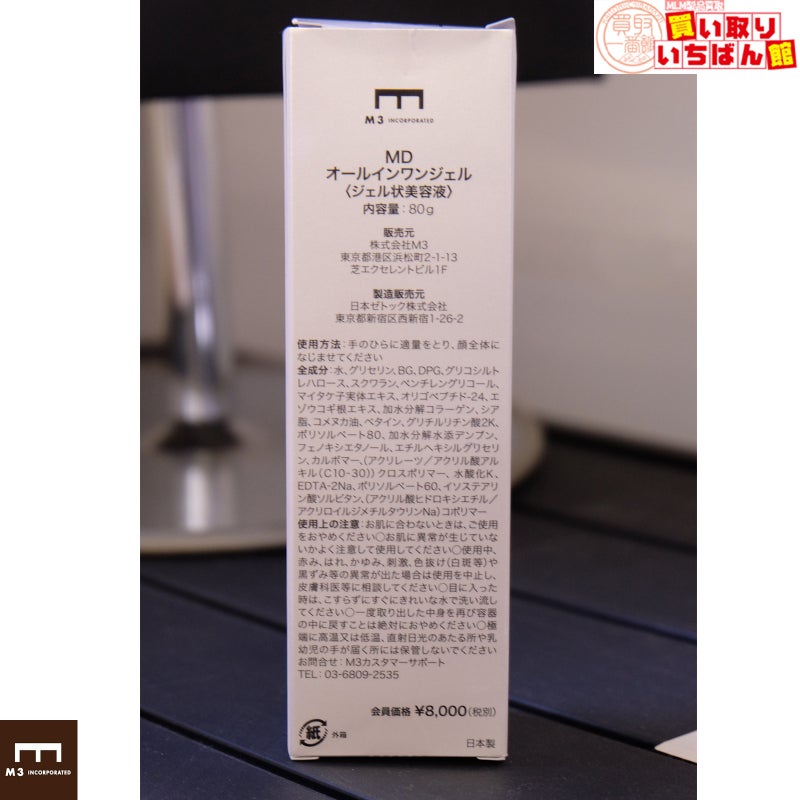 MLM製品買取
買い取り
いちばん館
買取
一番館
M3 INCORPORATED
MD
オールインワンジェル
〈ジェル状美容液〉
内容量：80g
販売元
株式会社M3
東京都港区浜松町2-1-13
芝エクセレントビル1F
製造販売元
日本ゼトック株式会社
東京都新宿区西新宿1-26-2
使用方法：手のひらに適量をとり、顔全体に
なじませてください
全成分：水、グリセリン、BG、DPG、グリコシルト
レハロース、スクワラン、ペンチレングリコール、
マイタケ子実体エキス、オリゴペプチド-24、エ
ゾウコギ根エキス、加水分解コラーゲン、シア
脂、コメヌカ油、ベタイン、グリチルリチン酸2K、
ポリソルベート80、加水分解水添デンプン、
フェノキシエタノール、エチルヘキシルグリセリ
ン、カルボマー、（アクリレーツ／アクリル酸アル
キル（C10-30））クロスポリマー、水酸化K、
EDTA-2Na、ポリソルベート60、イソステアリ
ン酸ソルビタン、（アクリル酸ヒドロキシエチル／
アクリロイルジメチルタウリンNa）コポリマー
使用上の注意：お肌に合わないときは、ご使用
をおやめください○お肌に異常が生じていな
いかよく注意して使用してください○使用中、
赤み、はれ、かゆみ、刺激、色抜け（白斑等）や
黒ずみ等の異常が出た場合は使用を中止し、
皮膚科医等に相談してください○目に入った
時は、こすらずにすぐにきれいな水で洗い流し
てください○一度取り出した中身を再び容器
の中に戻すことは絶対におやめください○極
端に高温又は低温、直射日光のあたる所や乳
幼児の手が届く所には保管しないでください
お問合せ：M3カスタマーサポート
TEL：03-6809-2535
会員価格 ¥8,000（税別）
紙 外箱
日本製
M3 INCORPORATED